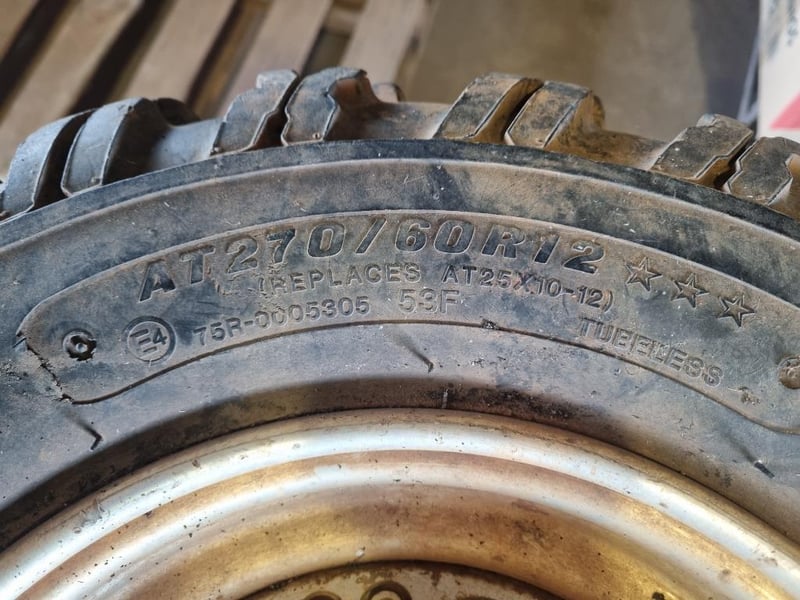 AT270/60R12 ☆☆☆
(REPLACES AT25X10-12)
E4 75R-0005305 53F TUBELESS